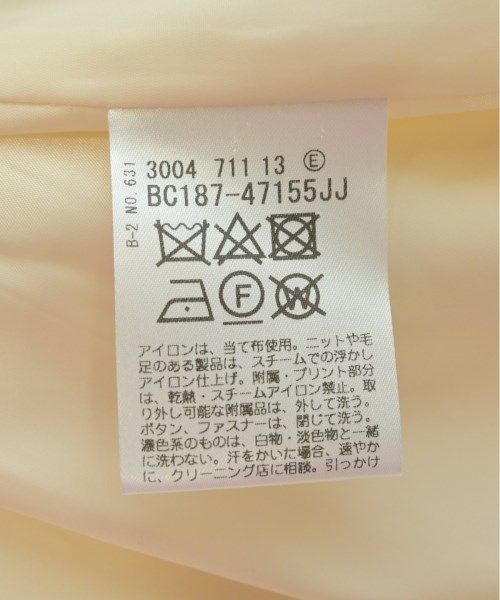 B-2 NO.631
3004 711 13 Ⓔ
BC187-47155JJ
F
W
アイロンは、当て布使用。ニットや毛
足のある製品は、スチームでの浮かし
アイロン仕上げ。附属・プリント部分
は、乾熱・スチームアイロン禁止。取
り外し可能な附属品は、外して洗う。
ボタン、ファスナーは、閉じて洗う。
濃色系のものは、白物・淡色物と一緒
に洗わない。汗をかいた場合、速やか
に、クリーニング店に相談。引っかけ